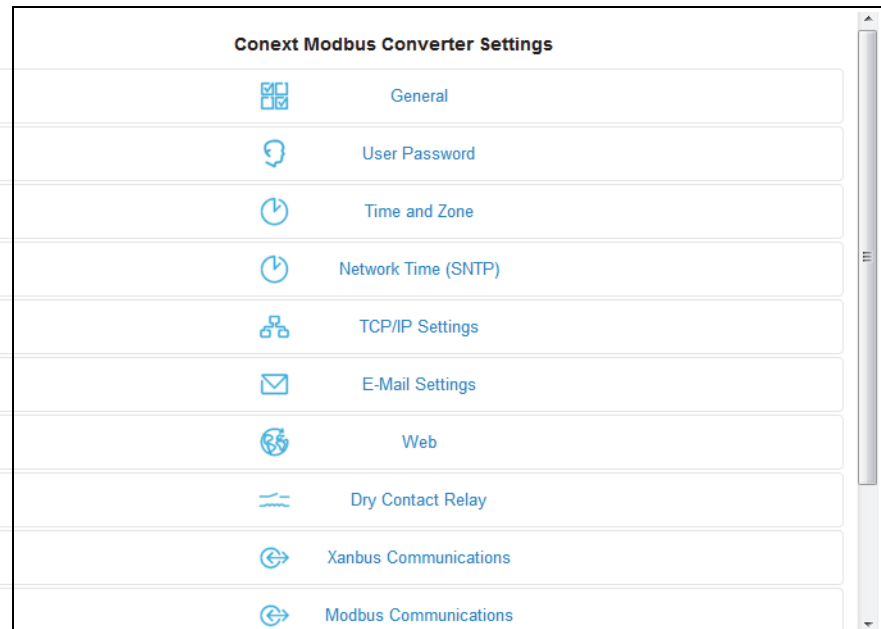 Conext Modbus Converter Settings
General
User Password
Time and Zone
Network Time (SNTP)
TCP/IP Settings
E-Mail Settings
Web
Dry Contact Relay
Xanbus Communications
Modbus Communications